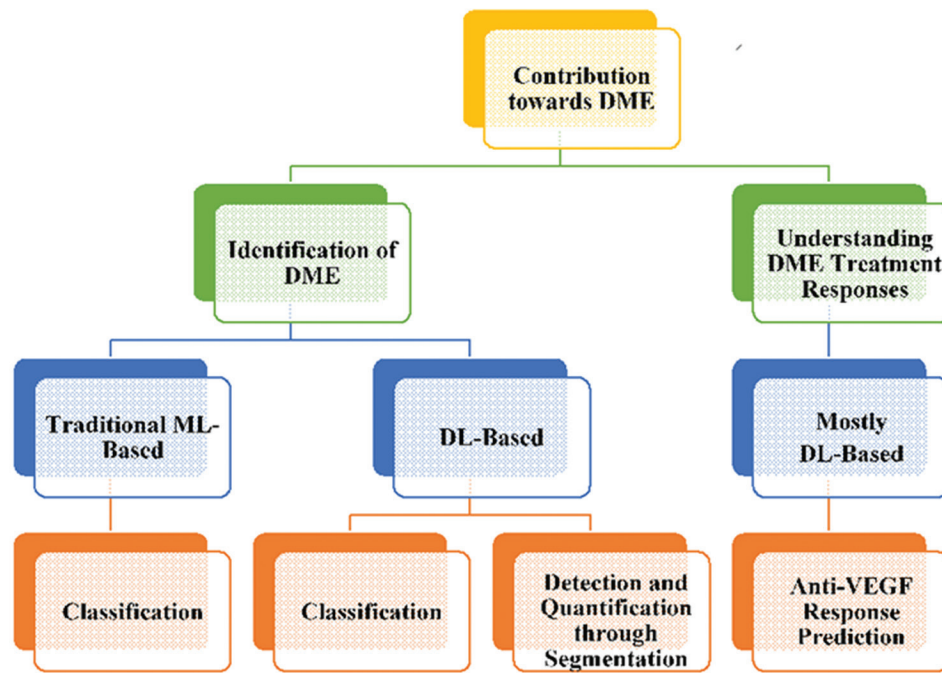 Contribution
towards DME
Identification of
DME
Understanding
DME Treatment
Responses
Traditional ML-
Based
DL-Based
Mostly
DL-Based
Classification
Classification
Detection and
Quantification
through
Segmentation
Anti-VEGF
Response
Prediction